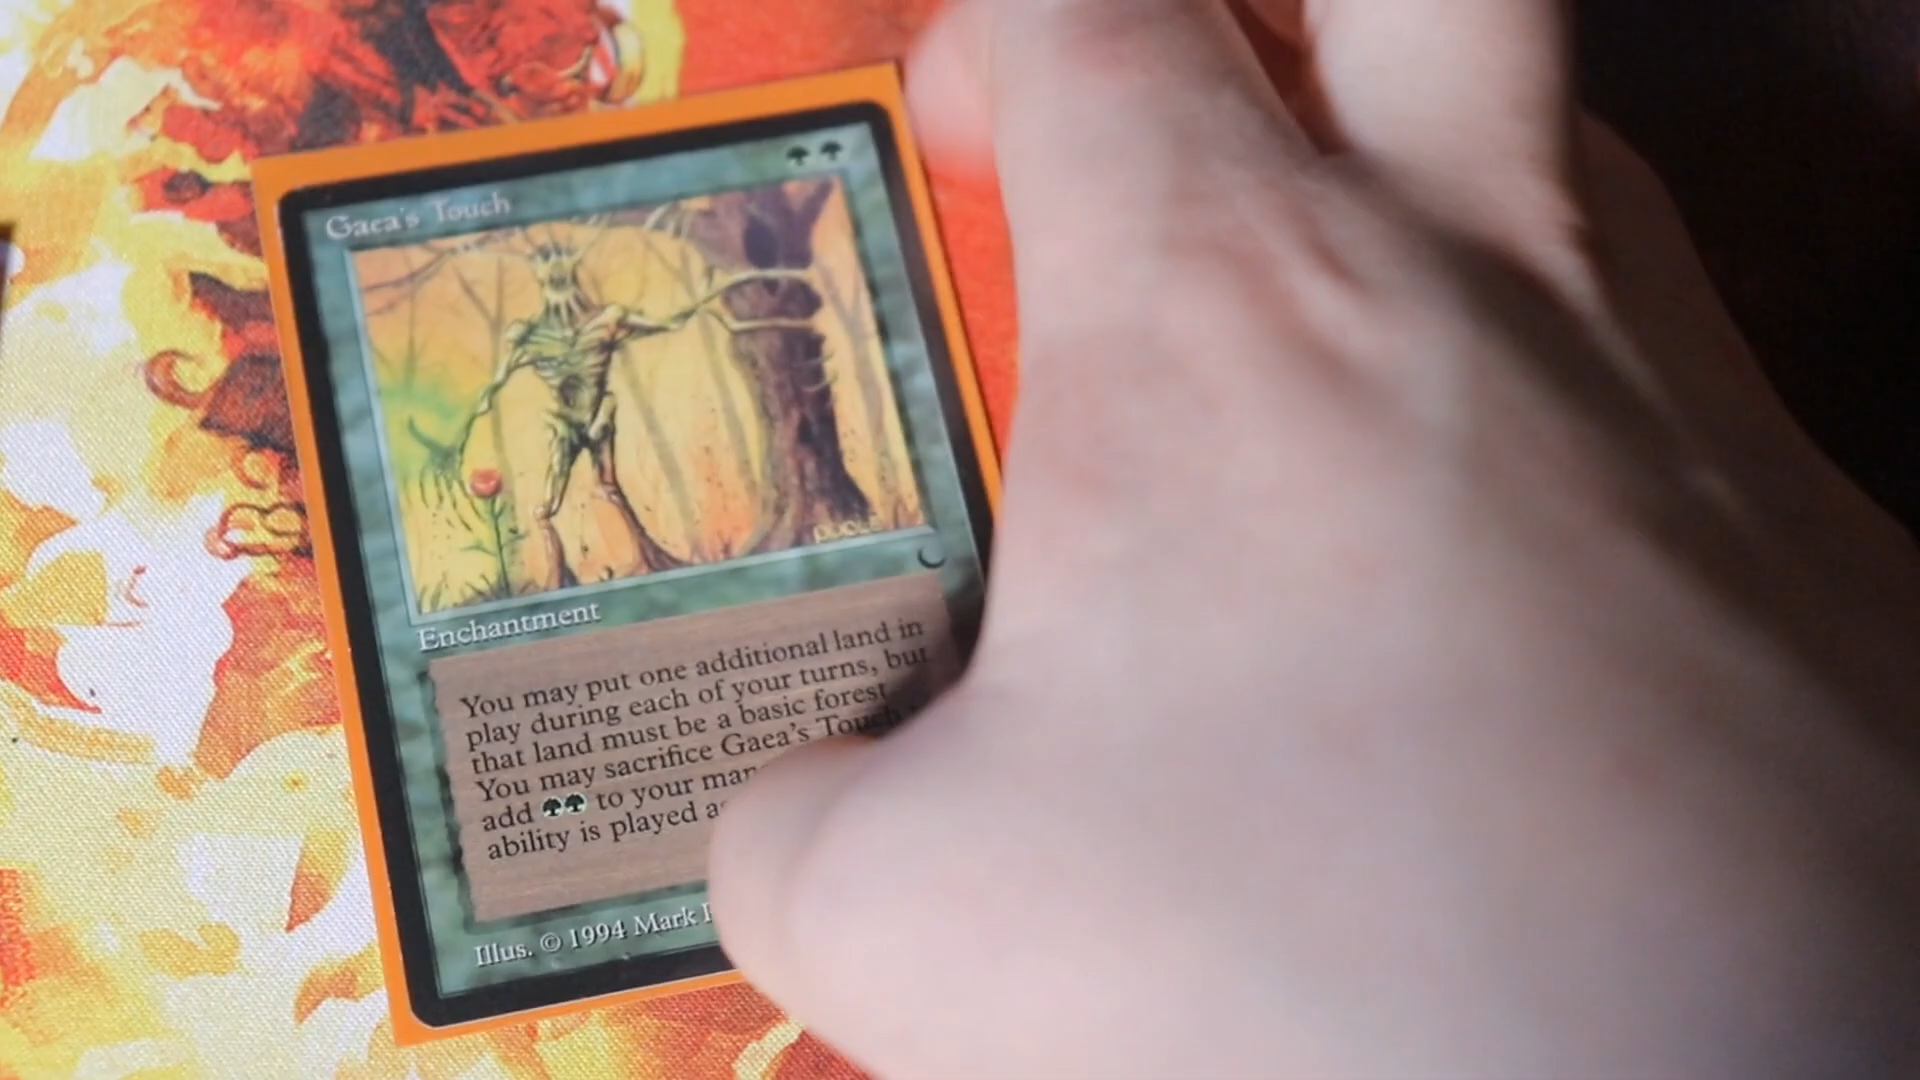 Gaea's Touch
Enchantment
You may put one additional land in
play during each of your turns, but
that land must be a basic forest
You may sacrifice Gaea's Touch
add to your
ability is played
Illus. © 1994 Mark